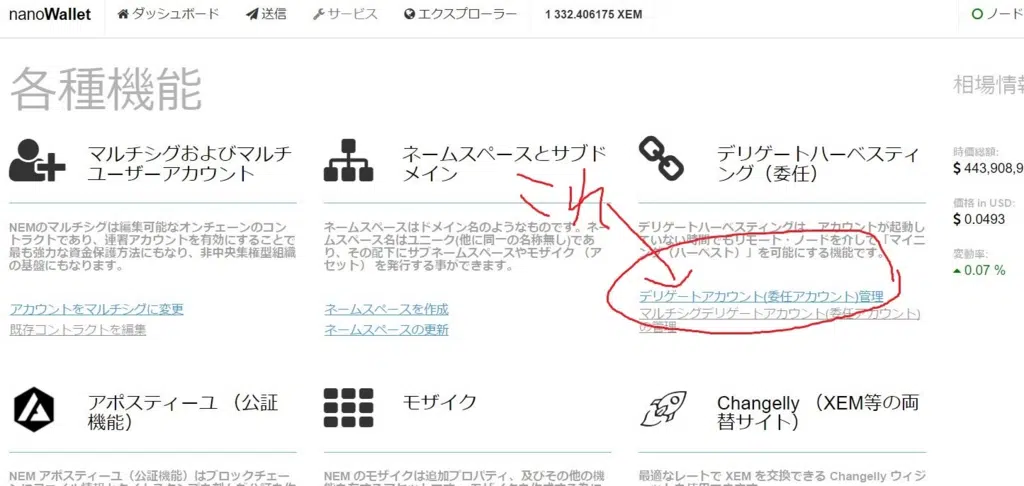 nanoWallet ダッシュボード 送信 サービス エクスプローラー 1 332.406175 XEM ノード
各種機能
相場情報
マルチシグおよびマルチ
ユーザーアカウント
ネームスペースとサブド
メイン
デリゲートハーベスティ
ング（委任）
時価総額:
$ 443,908,9
価格 in USD:
$ 0.0493
変動率:
0.07 %
これ
NEMのマルチシグは編集可能なオンチェーンのコン
トラクトであり、連署アカウントを有効にすることで
最も強力な資金保護方法にもなり、非中央集権型組織
の基盤にもなります。
アカウントをマルチシグに変更
既存コントラクトを編集
ネームスペースはドメイン名のようなものです。ネー
ムスペース名はユニーク(他に同一の名称無し)であ
り、その配下にサブネームスペースやモザイク（ア
セット） を発行する事ができます。
ネームスペースを作成
ネームスペースの更新
デリゲートハーベスティングは、アカウントが起動し
ていない時間でもリモート・ノードを介して「マイニ
ング（ハーベスト）」を可能にする機能です。
デリゲートアカウント(委任アカウント)管理
マルチシグデリゲートアカウント(委任アカウント)
の管理
アポスティーユ （公証
機能）
モザイク
Changelly （XEM等の両
替サイト）
NEM アポスティーユ（公証機能）はブロックチェー
NEM のモザイクは追加プロパティ、及びその他の機
最適なレートで XEM を交換できる Changelly ウィジ